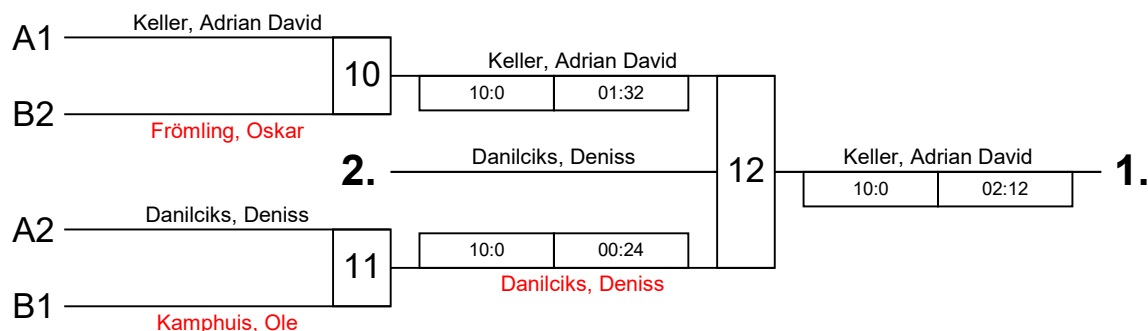 A1
Keller, Adrian David
10
Keller, Adrian David
10:0 01:32
B2
Frömling, Oskar
2.
Danilciks, Deniss
12
Keller, Adrian David
1.
10:0 02:12
A2
Danilciks, Deniss
11
10:0 00:24
Danilciks, Deniss
B1
Kamphuis, Ole